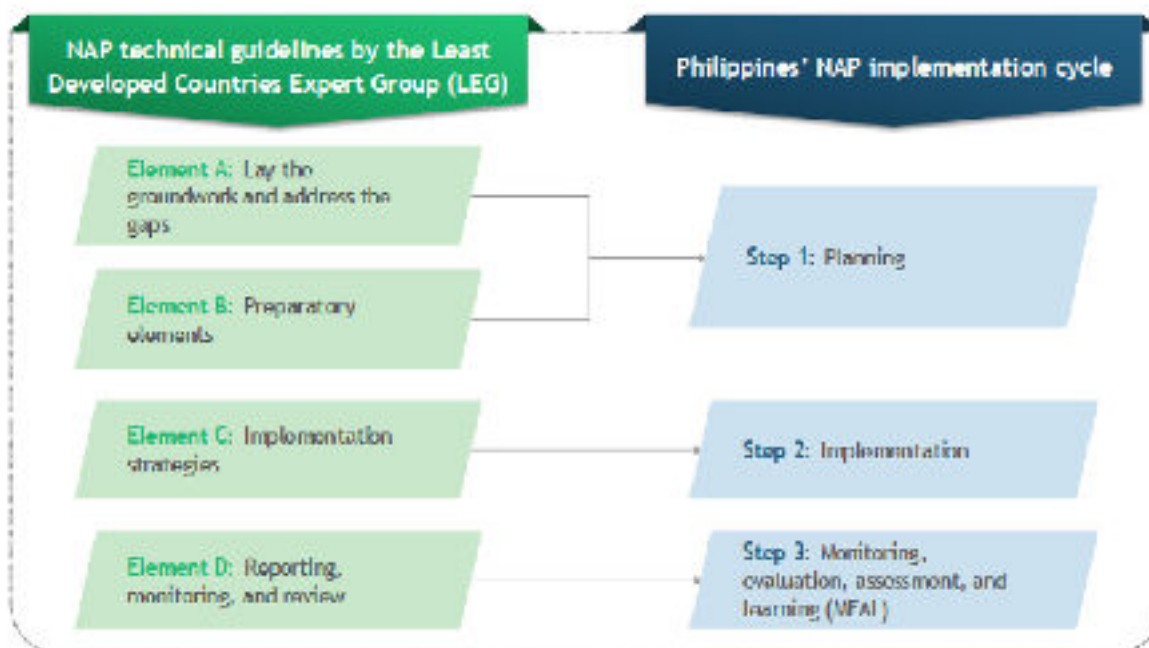 NAP technical guidelines by the Least
Developed Countries Expert Group (LEG)
Philippines' NAP implementation cycle
Element A: Lay the
groundwork and address the
gaps
Element B: Preparatory
elements
Step 1: Planning
Element C: Implementation
strategies
Step 2: Implementation
Element D: Reporting,
monitoring, and review
Step 3: Monitoring,
evaluation, assessment, and
learning (MEAL)